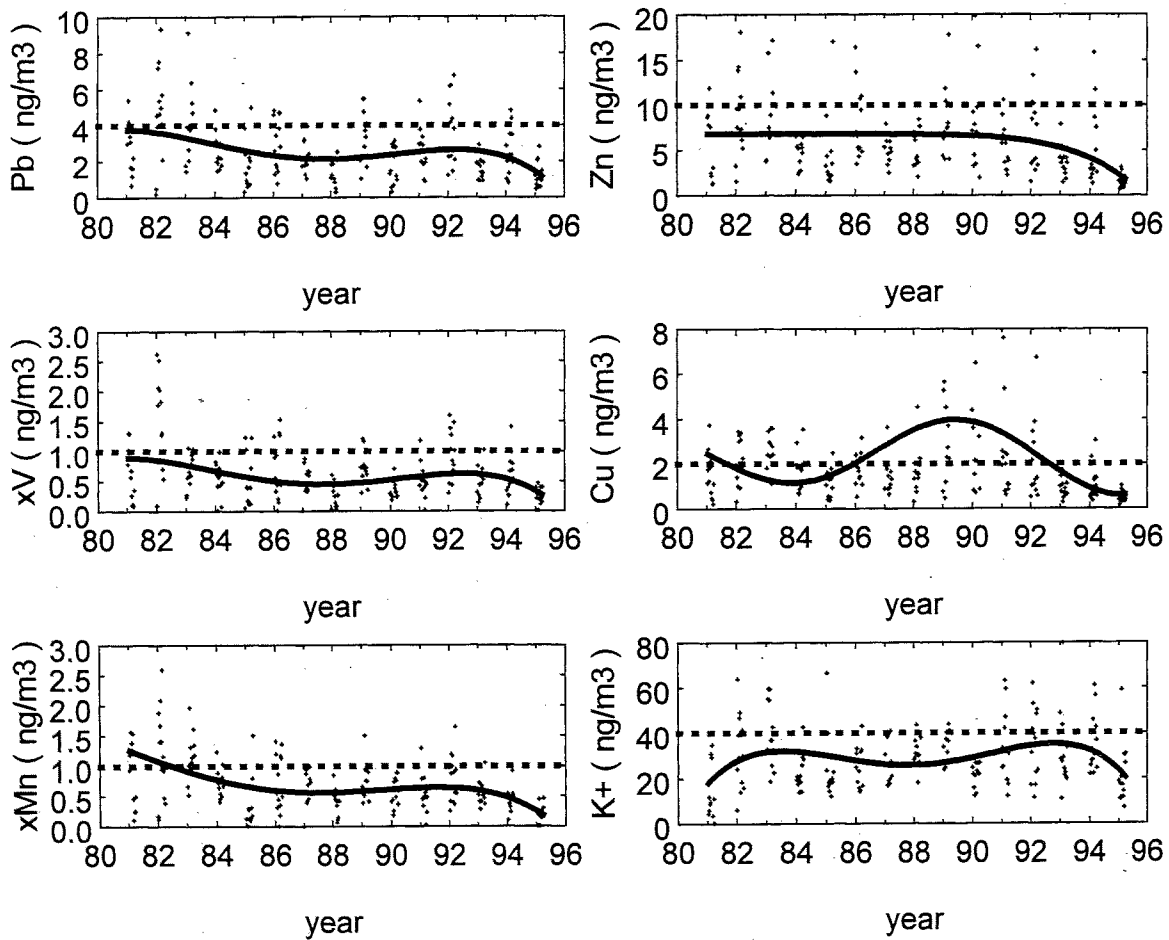 Pb ( ng/m3 )
10
8
6
4
2
0
80 82 84 86 88 90 92 94 96
year
Zn ( ng/m3 )
20
15
10
5
0
80 82 84 86 88 90 92 94 96
year
xV ( ng/m3 )
3.0
2.5
2.0
1.5
1.0
0.5
0.0
80 82 84 86 88 90 92 94 96
year
Cu ( ng/m3 )
8
6
4
2
0
80 82 84 86 88 90 92 94 96
year
xMn ( ng/m3 )
3.0
2.5
2.0
1.5
1.0
0.5
0.0
80 82 84 86 88 90 92 94 96
year
K+ ( ng/m3 )
80
60
40
20
0
80 82 84 86 88 90 92 94 96
year